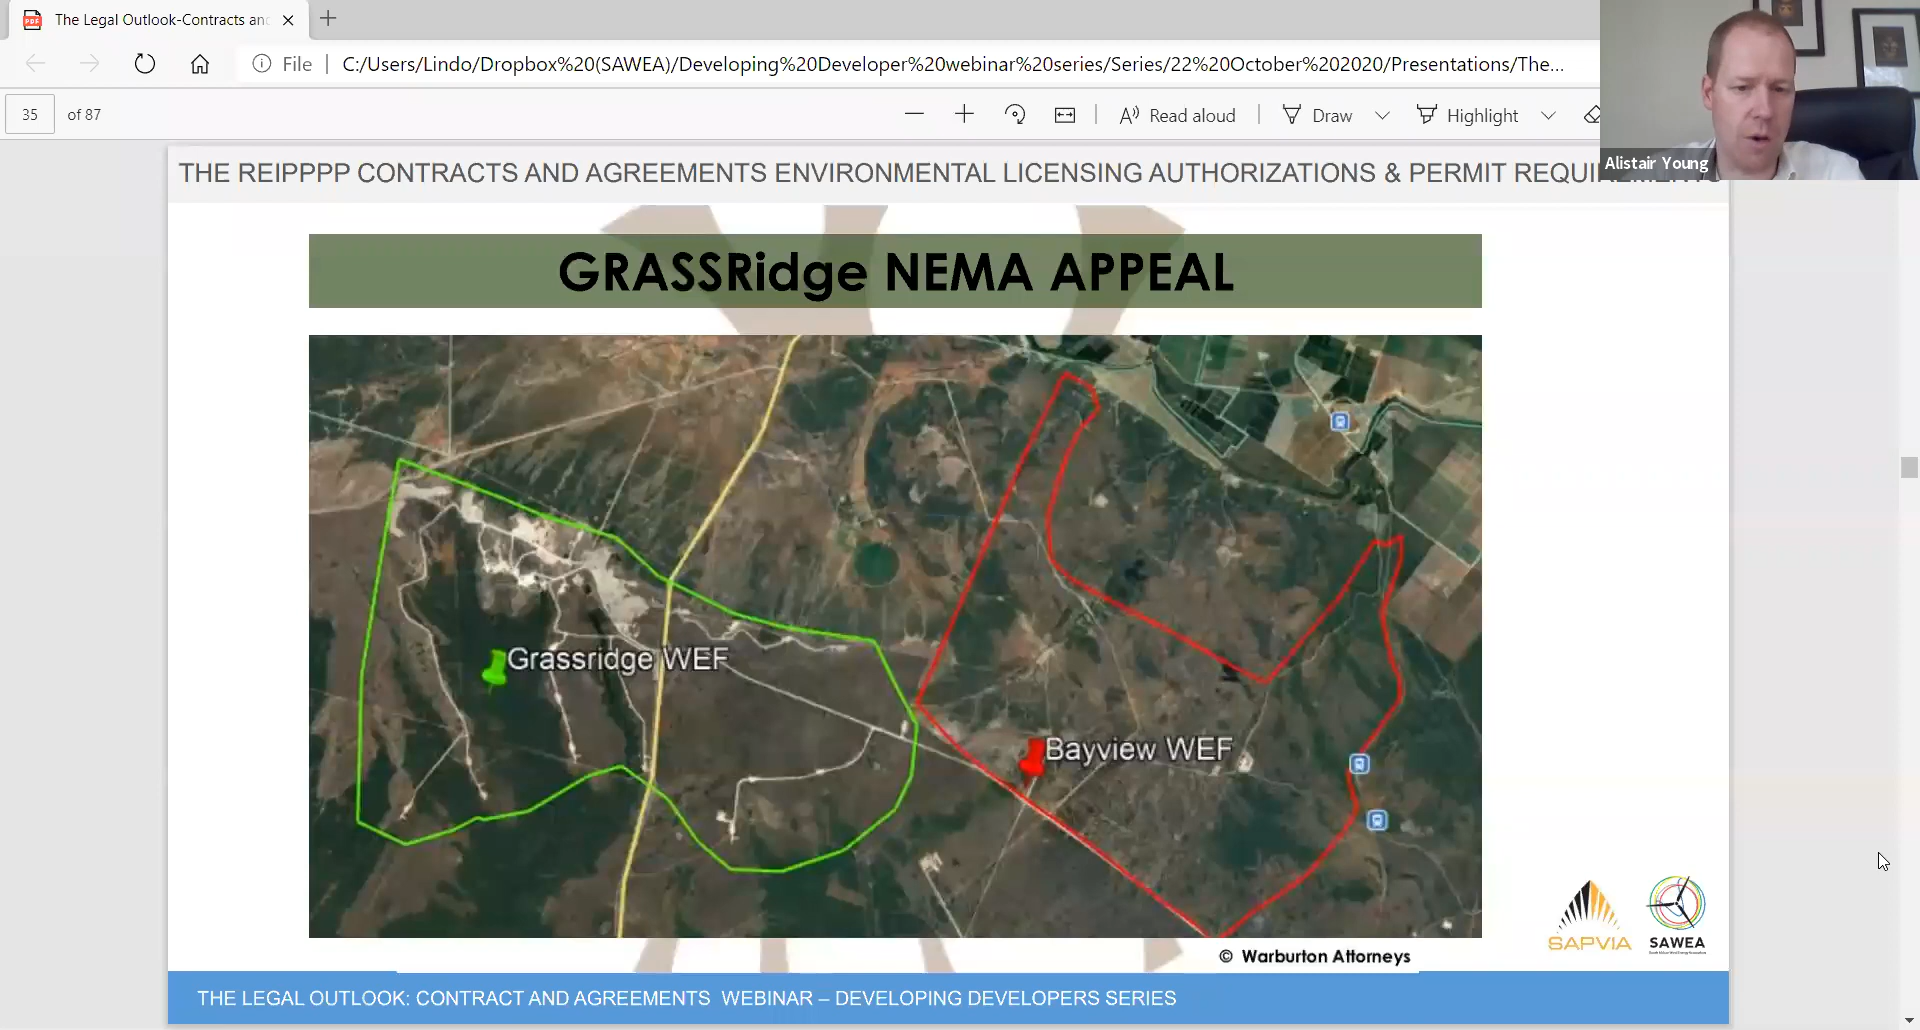 The Legal Outlook-Contracts and
File
C:/Users/Lindo/Dropbox%20(SAWEA)/Developing%20Developer%20webinar%20series/Series/22%20October%202020/Presentations/The...
35 of 87
Read aloud
Draw
Highlight
Alistair Young
THE REIPPPP CONTRACTS AND AGREEMENTS ENVIRONMENTAL LICENSING AUTHORIZATIONS & PERMIT
GRASSRidge NEMA APPEAL
Grassridge WEF
Bayview WEF
SAPVIA
SAWEA
© Warburton Attorneys
THE LEGAL OUTLOOK: CONTRACT AND AGREEMENTS WEBINAR – DEVELOPING DEVELOPERS SERIES